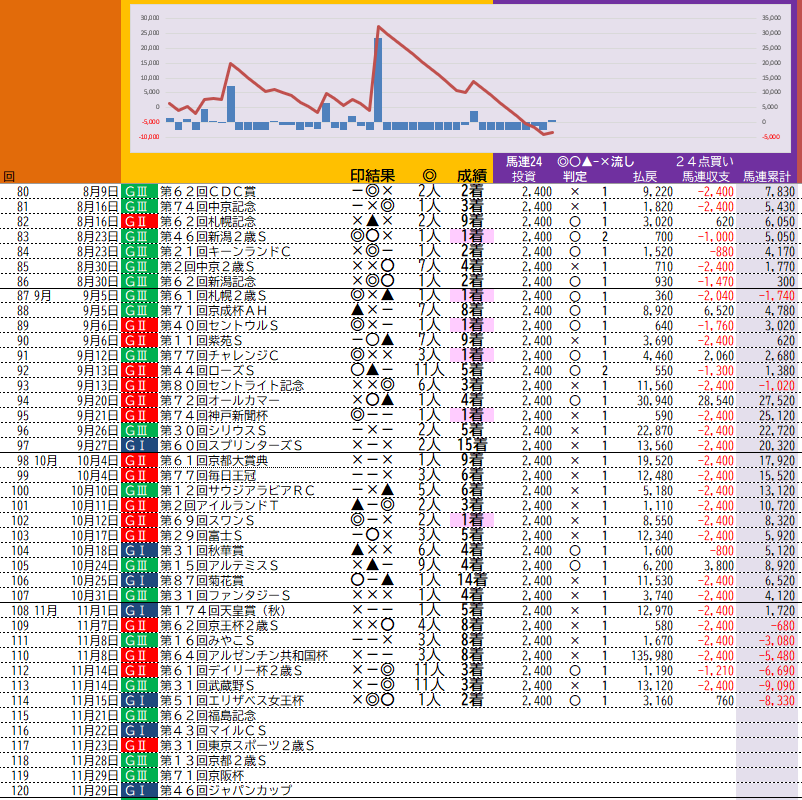 30,000 35,000
25,000 30,000
20,000 25,000
15,000 20,000
10,000 15,000
5,000 10,000
0 5,000
-5,000 0
-10,000 -5,000
馬連24 ◎○▲-×流し ２４点買い
回 印結果 ◎ 成績 投資 判定 払戻 馬連収支 馬連累計
80 8月9日 GⅢ 第６２回ＣＤＣ賞 －◎× 2人 2着 2,400 × 1 9,220 -2,400 7,830
81 8月16日 GⅢ 第７４回中京記念 ×－◎ 1人 3着 2,400 × 1 1,820 -2,400 5,430
82 8月16日 GⅡ 第６２回札幌記念 ×▲× 2人 9着 2,400 ○ 1 3,020 620 6,050
83 8月23日 GⅢ 第４６回新潟２歳Ｓ ◎○× 1人 1着 2,400 ○ 2 700 -1,000 5,050
84 8月23日 GⅢ 第２１回キーンランドＣ ×◎－ 1人 2着 2,400 ○ 1 1,520 -880 4,170
85 8月30日 GⅢ 第２回中京２歳Ｓ ××○ 7人 4着 2,400 × 1 710 -2,400 1,770
86 8月30日 GⅢ 第６２回新潟記念 ×◎○ 1人 2着 2,400 ○ 1 930 -1,470 300
87 9月 9月5日 GⅢ 第６１回札幌２歳Ｓ ◎×▲ 1人 1着 2,400 ○ 1 360 -2,040 -1,740
88 9月5日 GⅢ 第７１回京成杯ＡＨ ▲×－ 7人 8着 2,400 ○ 1 8,920 6,520 4,780
89 9月6日 GⅡ 第４０回セントウルＳ ◎×－ 1人 1着 2,400 ○ 1 640 -1,760 3,020
90 9月6日 GⅡ 第１１回紫苑Ｓ －○▲ 7人 9着 2,400 × 1 3,690 -2,400 620
91 9月12日 GⅢ 第７７回チャレンジＣ ◎×× 3人 1着 2,400 ○ 1 4,460 2,060 2,680
92 9月13日 GⅡ 第４４回ローズＳ ○▲－ 11人 5着 2,400 ○ 2 550 -1,300 1,380
93 9月13日 GⅡ 第８０回セントライト記念 ××◎ 6人 3着 2,400 × 1 11,560 -2,400 -1,020
94 9月20日 GⅡ 第７２回オールカマー ×○▲ 1人 4着 2,400 ○ 1 30,940 28,540 27,520
95 9月21日 GⅡ 第７４回神戸新聞杯 ◎－－ 1人 1着 2,400 × 1 590 -2,400 25,120
96 9月26日 GⅢ 第３０回シリウスＳ －×－ 2人 5着 2,400 × 1 22,870 -2,400 22,720
97 9月27日 GⅠ 第６０回スプリンターズＳ ×－× 2人 15着 2,400 × 1 13,560 -2,400 20,320
98 10月 10月4日 GⅡ 第６１回京都大賞典 ×－× 1人 9着 2,400 × 1 19,520 -2,400 17,920
99 10月4日 GⅡ 第７７回毎日王冠 －－× 3人 6着 2,400 × 1 12,480 -2,400 15,520
100 10月10日 GⅢ 第１２回サウジアラビアＲＣ －×▲ 5人 6着 2,400 × 1 5,180 -2,400 13,120
101 10月11日 GⅡ 第２回アイルランドＴ ▲－◎ 2人 3着 2,400 × 1 1,110 -2,400 10,720
102 10月12日 GⅡ 第６９回スワンＳ ◎－× 2人 1着 2,400 × 1 8,550 -2,400 8,320
103 10月17日 GⅡ 第２９回富士Ｓ －○× 3人 5着 2,400 × 1 12,340 -2,400 5,920
104 10月18日 GⅠ 第３１回秋華賞 ▲×× 6人 4着 2,400 ○ 1 1,600 -800 5,120
105 10月24日 GⅢ 第１５回アルテミスＳ ×▲－ 9人 4着 2,400 ○ 1 6,200 3,800 8,920
106 10月25日 GⅠ 第８７回菊花賞 ○－▲ 1人 14着 2,400 × 1 11,530 -2,400 6,520
107 10月31日 GⅢ 第３１回ファンタジーＳ ××× 1人 4着 2,400 × 1 3,740 -2,400 4,120
108 11月 11月1日 GⅠ 第１７４回天皇賞（秋） ×－－ 1人 5着 2,400 × 1 12,970 -2,400 1,720
109 11月7日 GⅡ 第６２回京王杯２歳Ｓ ××○ 4人 8着 2,400 × 1 580 -2,400 -680
111 11月8日 GⅢ 第１６回みやこＳ －－× 3人 8着 2,400 × 1 1,670 -2,400 -3,080
110 11月8日 GⅡ 第６４回アルゼンチン共和国杯 ×－－ 3人 8着 2,400 × 1 135,980 -2,400 -5,480
112 11月14日 GⅡ 第６１回デイリー杯２歳Ｓ ×－◎ 11人 3着 2,400 ○ 1 1,190 -1,210 -6,690
113 11月14日 GⅢ 第３１回武蔵野Ｓ －×◎ 11人 3着 2,400 × 1 13,120 -2,400 -9,090
114 11月15日 GⅠ 第５１回エリザベス女王杯 ×◎○ 1人 2着 2,400 ○ 1 3,160 760 -8,330
115 11月21日 GⅢ 第６２回福島記念
116 11月22日 GⅠ 第４３回マイルＣＳ
117 11月23日 GⅡ 第３１回東京スポーツ２歳Ｓ
118 11月28日 GⅢ 第１３回京都２歳Ｓ
119 11月29日 GⅢ 第７１回京阪杯
120 11月29日 GⅠ 第４６回ジャパンカップ